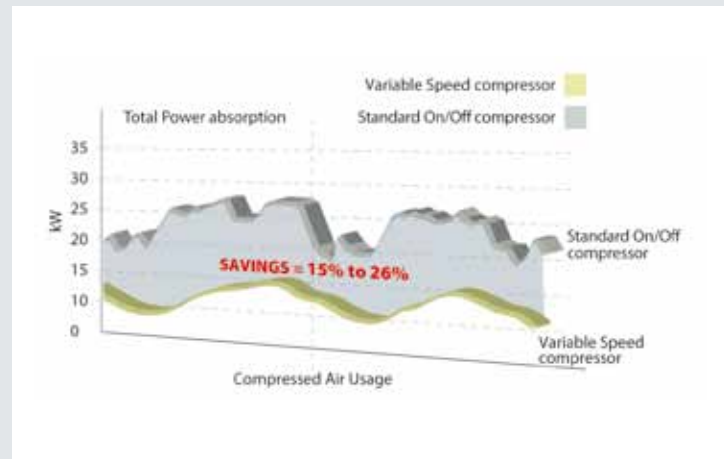 Variable Speed compressor
Total Power absorption
Standard On/Off compressor
35
30
25
20
15
10
0
kW
SAVINGS = 15% to 26%
Standard On/Off
compressor
Variable Speed
compressor
Compressed Air Usage